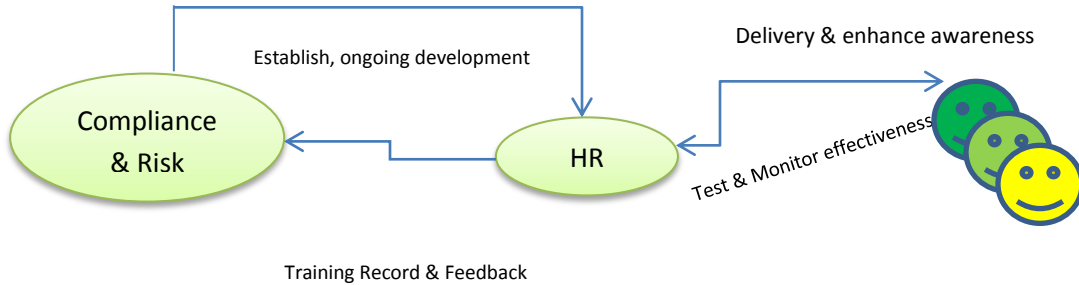 Delivery & enhance awareness
Establish, ongoing development
Compliance
& Risk
HR
Test & Monitor effectiveness
Training Record & Feedback